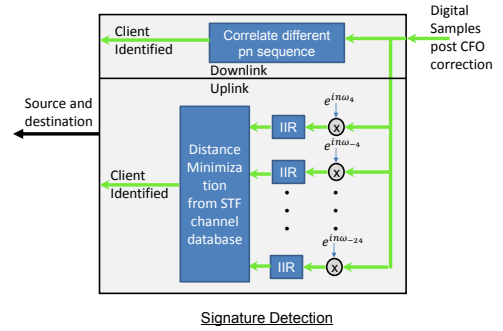 Client
Identified
Correlate different
pn sequence
Digital
Samples
post CFO
correction
Downlink
Uplink
Source and
destination
Client
Identified
Distance
Minimiza
tion
from STF
channel
database
e^{inω_4}
IIR
x
e^{inω_{-4}}
IIR
x
e^{inω_{-24}}
IIR
x
Signature Detection